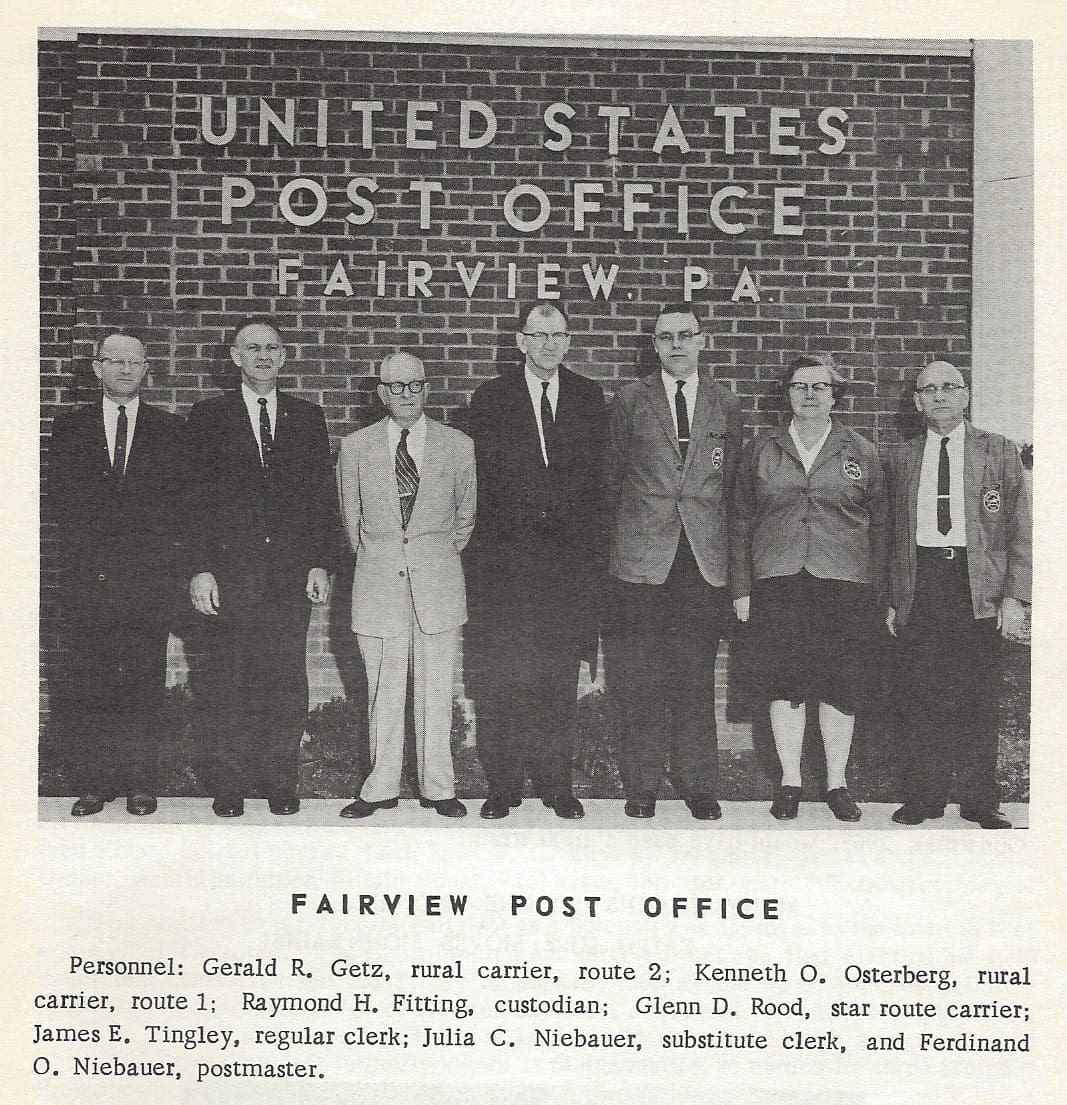 UNITED STATES
POST OFFICE
FAIRVIEW, PA.
FAIRVIEW POST OFFICE
Personnel: Gerald R. Getz, rural carrier, route 2; Kenneth O. Osterberg, rural
carrier, route 1; Raymond H. Fitting, custodian; Glenn D. Rood, star route carrier;
James E. Tingley, regular clerk; Julia C. Niebauer, substitute clerk, and Ferdinand
O. Niebauer, postmaster.